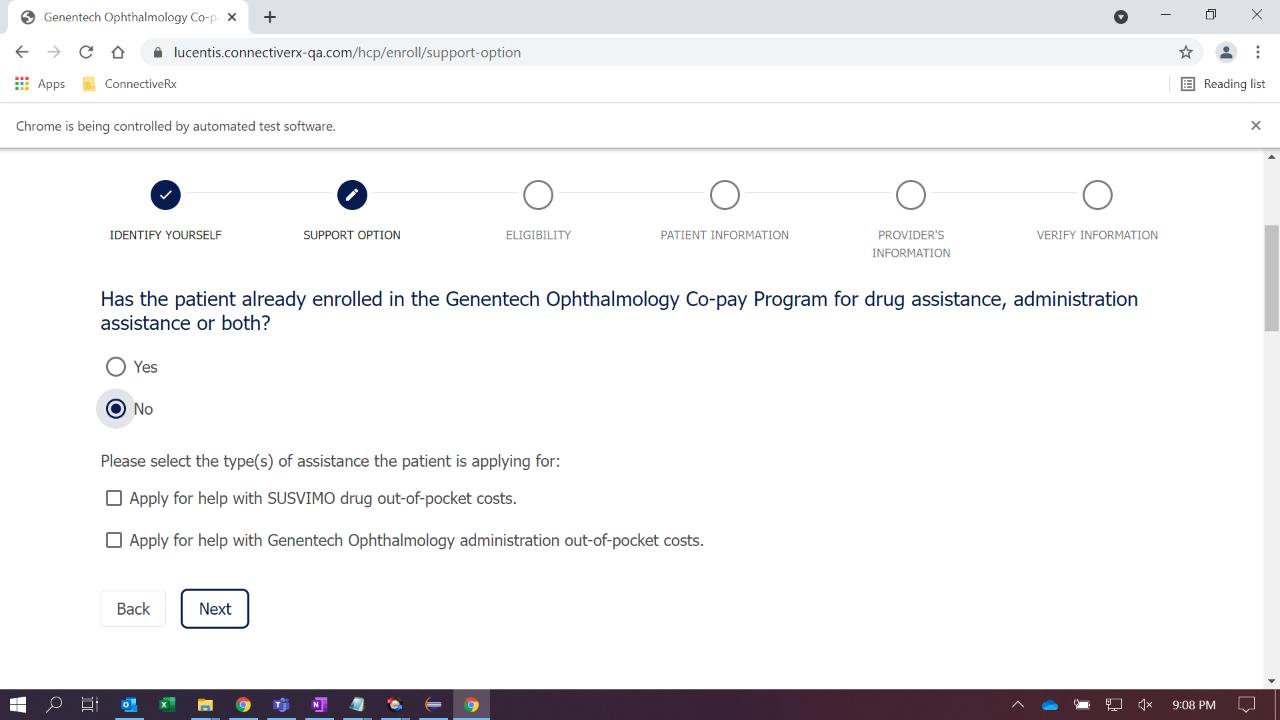 Genentech Ophthalmology Co-p
lucentis.connectiverx-qa.com/hcp/enroll/support-option
Apps
ConnectiveRx
Reading list
Chrome is being controlled by automated test software.
IDENTIFY YOURSELF
SUPPORT OPTION
ELIGIBILITY
PATIENT INFORMATION
PROVIDER'S
INFORMATION
VERIFY INFORMATION
Has the patient already enrolled in the Genentech Ophthalmology Co-pay Program for drug assistance, administration
assistance or both?
Yes
No
Please select the type(s) of assistance the patient is applying for:
Apply for help with SUSVIMO drug out-of-pocket costs.
Apply for help with Genentech Ophthalmology administration out-of-pocket costs.
Back
Next
9:08 PM